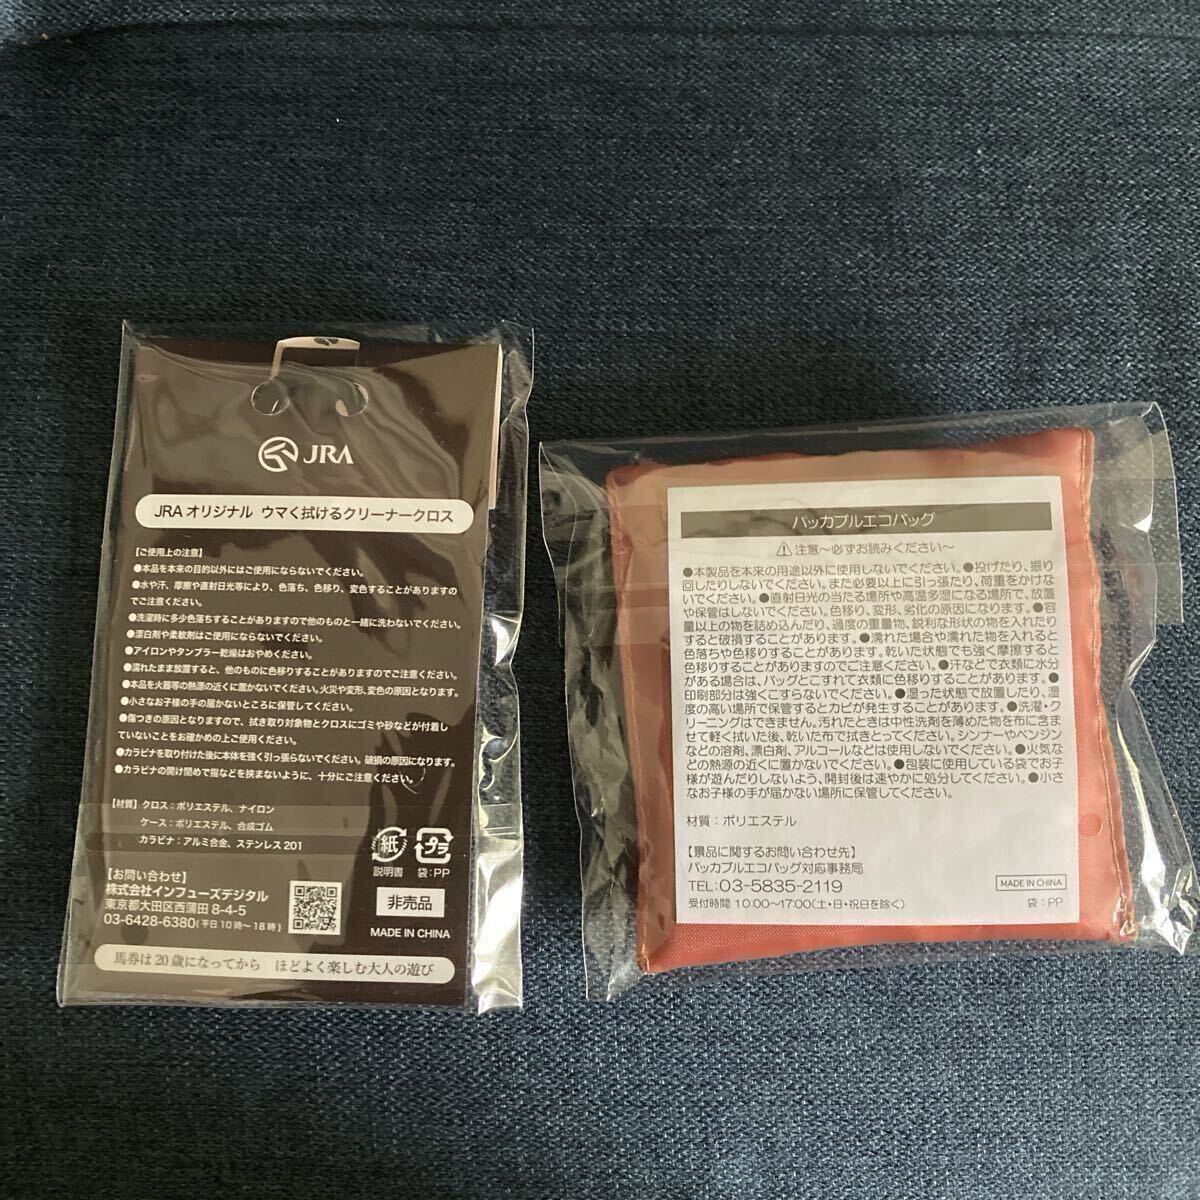 JRA
JRA オリジナル ウマく拭けるクリーナークロス
【ご使用上の注意】
●本品を本来の目的以外にはご使用にならないでください。
●水や汗、摩擦や直射日光等により、色落ち、色移り、変色することがありますので
でご注意ください。
●洗濯時に多少色落ちすることがありますので他のものと一緒に洗わないでください。
●漂白剤や柔軟剤はご使用にならないでください。
●アイロンやタンブラー乾燥はおやめください。
●濡れたまま放置すると、他のものに色移りすることがありますのでご注意ください。
●本品を火器等の熱源の近くに置かないでください。火災や変形、変色の原因となります。
●小さなお子様の手の届かないところに保管してください。
●傷つきの原因となりますので、拭き取り対象物とクロスにゴミや砂などが付着し
ていないことをお確かめの上ご使用ください。
●カラビナを取り付けた後に本体を強く引っ張らないでください。破損の原因になります。
●カラビナの開け閉めで指などを挟まないように、十分にご注意ください。
【材質】クロス：ポリエステル、ナイロン
ケース：ポリエステル、合成ゴム
カラビナ：アルミ合金、ステンレス201
紙
説明書
プラ
袋：PP
【お問い合わせ】
株式会社インフューズデジタル
東京都大田区西蒲田 8-4-5
03-6428-6380(平日10時～18時)
非売品
MADE IN CHINA
馬券は20歳になってから ほどよく楽しむ大人の遊び
パッカブルエコバッグ
⚠注意～必ずお読みください～
●本製品を本来の用途以外に使用しないでください。●投げたり、振り
回したりしないでください。また必要以上に引っ張たり、荷重をかけな
いでください。●直射日光の当たる場所や高温多湿になる場所で、放置
や保管はしないでください。色移り、変形、劣化の原因になります。●容
量以上の物を詰め込んだり、過度の重量物、鋭利な形状の物を入れたり
すると破損することがあります。●濡れた場合や濡れた物を入れると
色落ちや色移りすることがあります。乾いた状態でも強く摩擦すると
色移りすることがありますのでご注意ください。●汗などで衣類に水分
がある場合は、バッグとこすれて衣類に色移りすることがあります。●
印刷部分は強くこすらないでください。●湿った状態で放置したり、湿
度の高い場所で保管するとカビが発生することがあります。●洗濯・ク
リーニングはできません。汚れたときは中性洗剤を薄めた物を布に含ま
せて軽く拭いた後、乾いた布で拭きとってください。シンナーやベンジン
などの溶剤、漂白剤、アルコールなどは使用しないでください。●火気な
どの熱源の近くに置かないでください。●包装に使用している袋でお子
様が遊んだりしないよう、開封後は速やかに処分してください。●小さ
なお子様の手が届かない場所に保管してください。
材質：ポリエステル
【景品に関するお問い合わせ先】
パッカブルエコバッグ対応事務局
TEL:03-5835-2119
受付時間 10:00～17:00(土・日・祝日を除く)
MADE IN CHINA
袋：PP